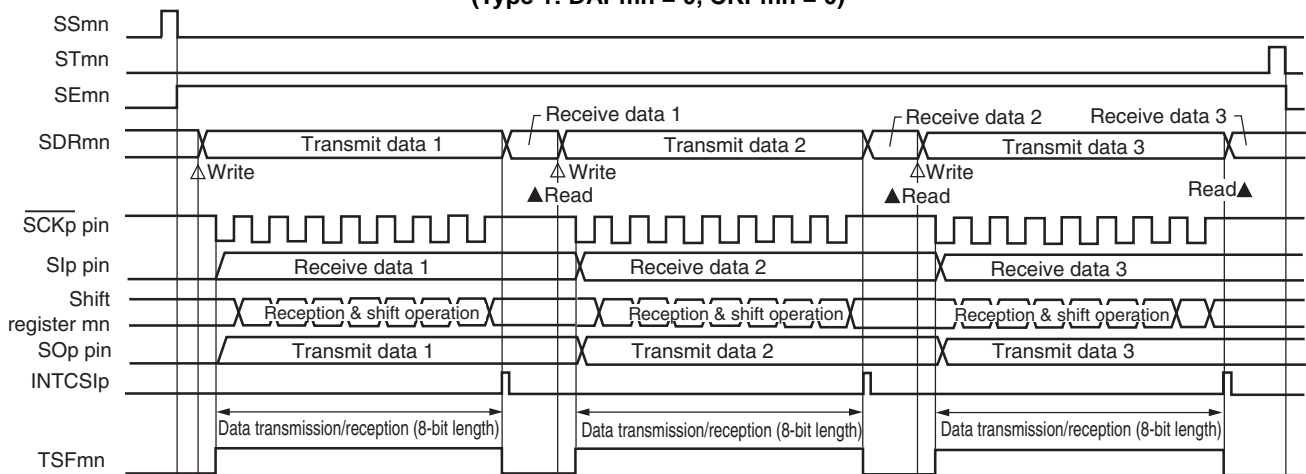 (Type 1: DAPmn = 0, CKPmn = 0)
SSmn
STmn
SEmn
Receive data 1
Receive data 2
Receive data 3
SDRmn
Transmit data 1
Transmit data 2
Transmit data 3
Write
Write
Write
Read
Read
Read
SCKp pin
SIp pin
Receive data 1
Receive data 2
Receive data 3
Shift
register mn
Reception & shift operation
Reception & shift operation
Reception & shift operation
SOp pin
Transmit data 1
Transmit data 2
Transmit data 3
INTCSIp
Data transmission/reception (8-bit length)
Data transmission/reception (8-bit length)
Data transmission/reception (8-bit length)
TSFmn